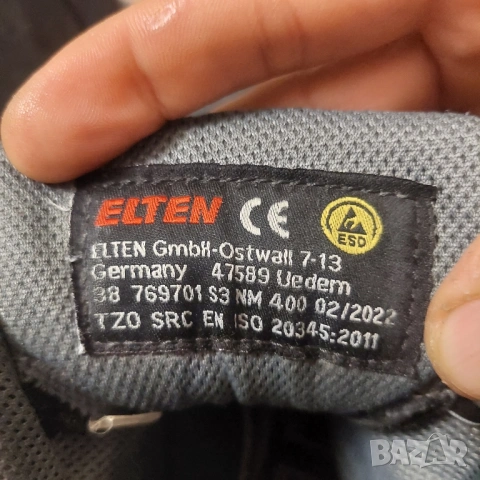 ELTEN CE ESD
ELTEN GmbH-Ostwall 7-13
Germany 47589 Uedem
38 769701 S3 NM 400 02/2022
TZO SRC EN ISO 20345:2011
BAZAR